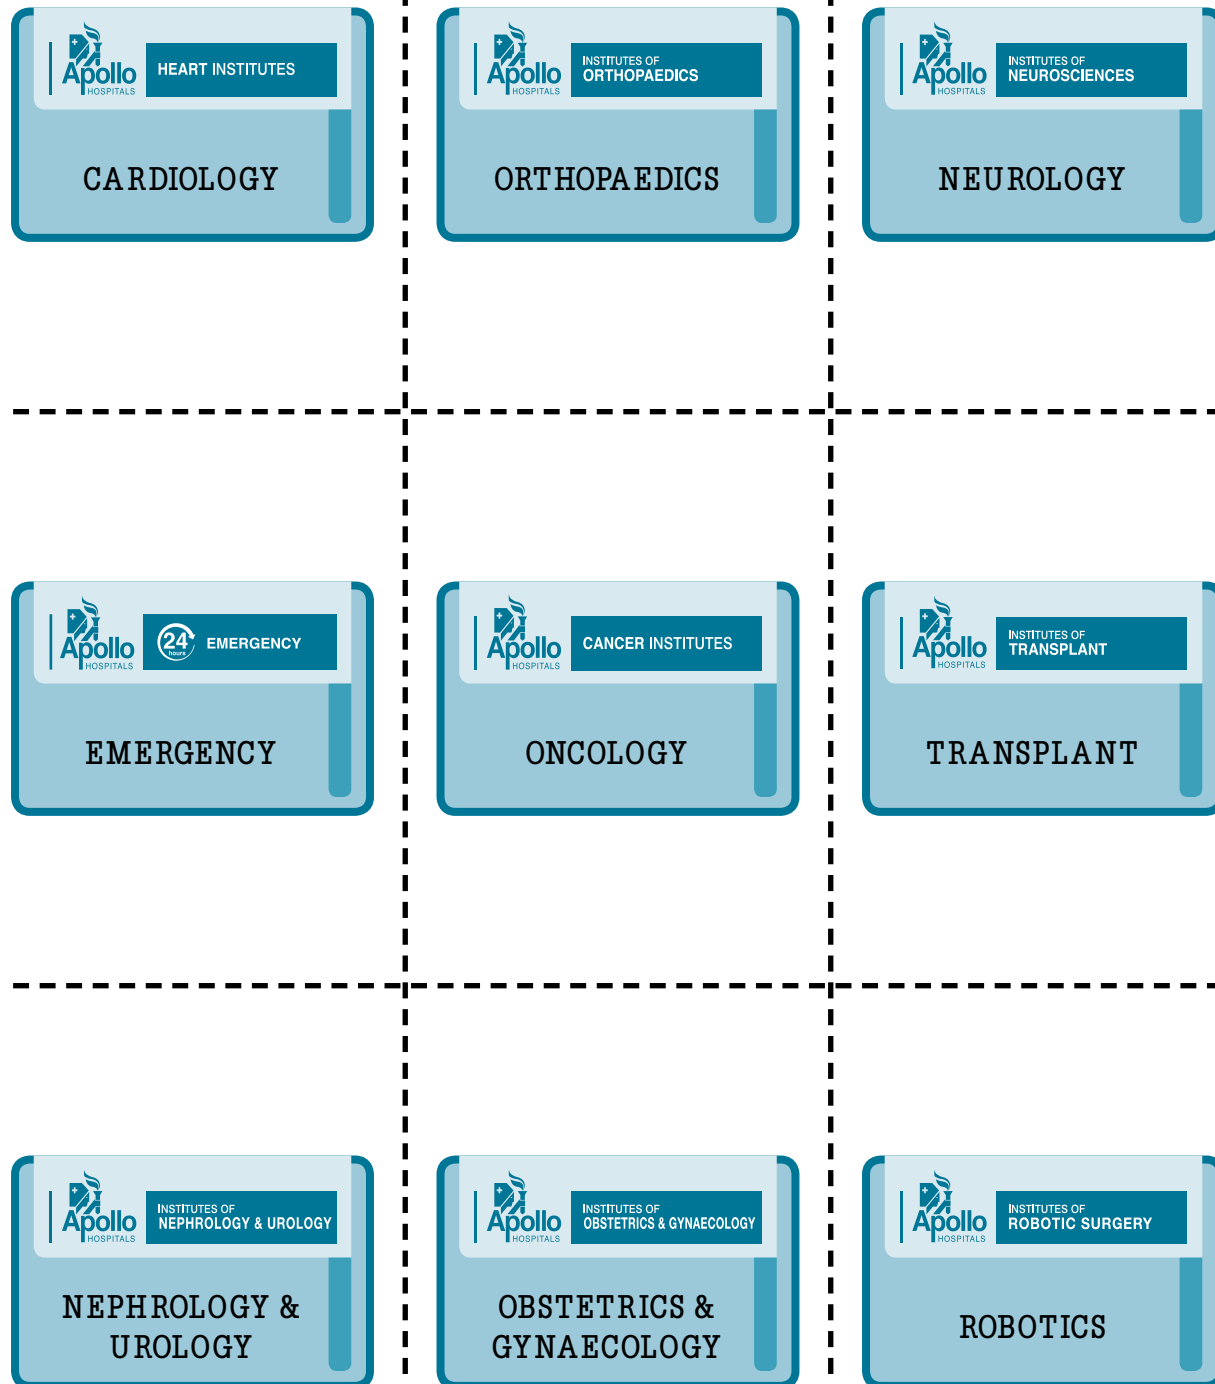 Apollo
HOSPITALS
HEART INSTITUTES
CARDIOLOGY
Apollo
HOSPITALS
INSTITUTES OF
ORTHOPAEDICS
ORTHOPAEDICS
Apollo
HOSPITALS
INSTITUTES OF
NEUROSCIENCES
NEUROLOGY
Apollo
HOSPITALS
24
hours
EMERGENCY
EMERGENCY
Apollo
HOSPITALS
CANCER INSTITUTES
ONCOLOGY
Apollo
HOSPITALS
INSTITUTES OF
TRANSPLANT
TRANSPLANT
Apollo
HOSPITALS
INSTITUTES OF
NEPHROLOGY & UROLOGY
NEPHROLOGY &
UROLOGY
Apollo
HOSPITALS
INSTITUTES OF
OBSTETRICS & GYNAECOLOGY
OBSTETRICS &
GYNAECOLOGY
Apollo
HOSPITALS
INSTITUTES OF
ROBOTIC SURGERY
ROBOTICS